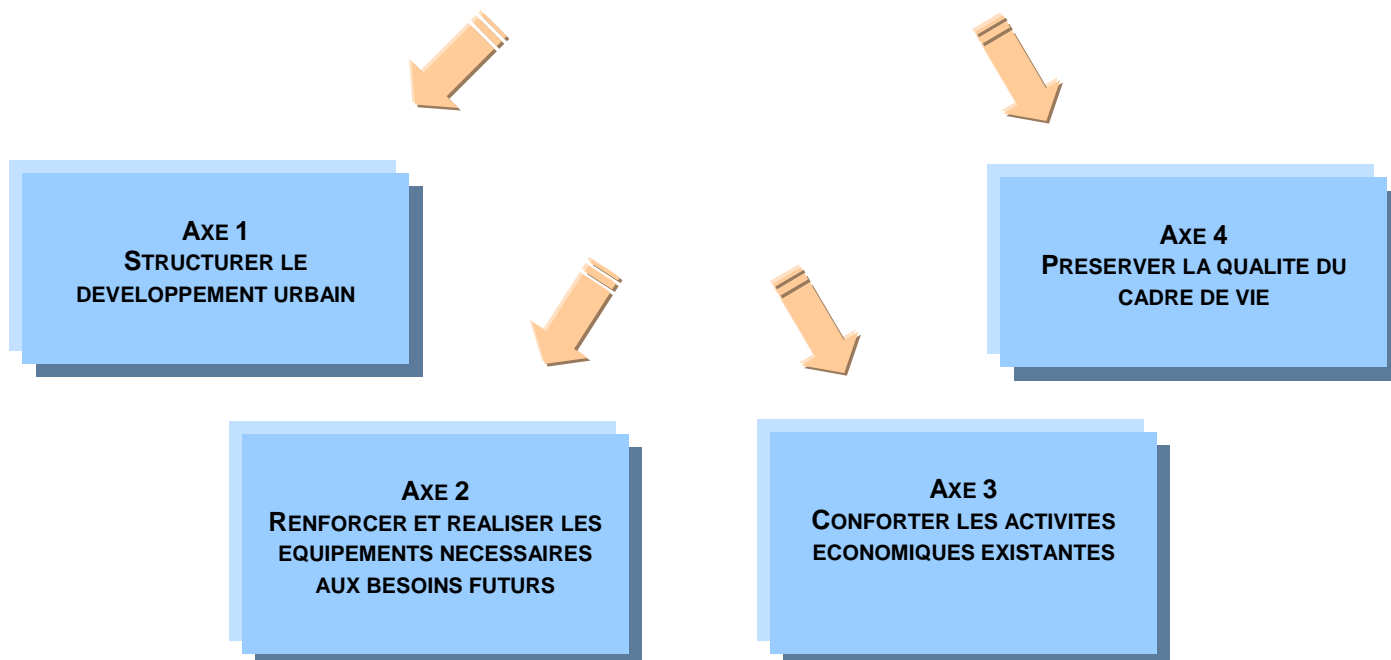 AXE 1
STRUCTURER LE
DEVELOPPEMENT URBAIN
AXE 2
RENFORCER ET REALISER LES
EQUIPEMENTS NECESSAIRES
AUX BESOINS FUTURS
AXE 3
CONFORTER LES ACTIVITES
ECONOMIQUES EXISTANTES
AXE 4
PRESERVER LA QUALITE DU
CADRE DE VIE